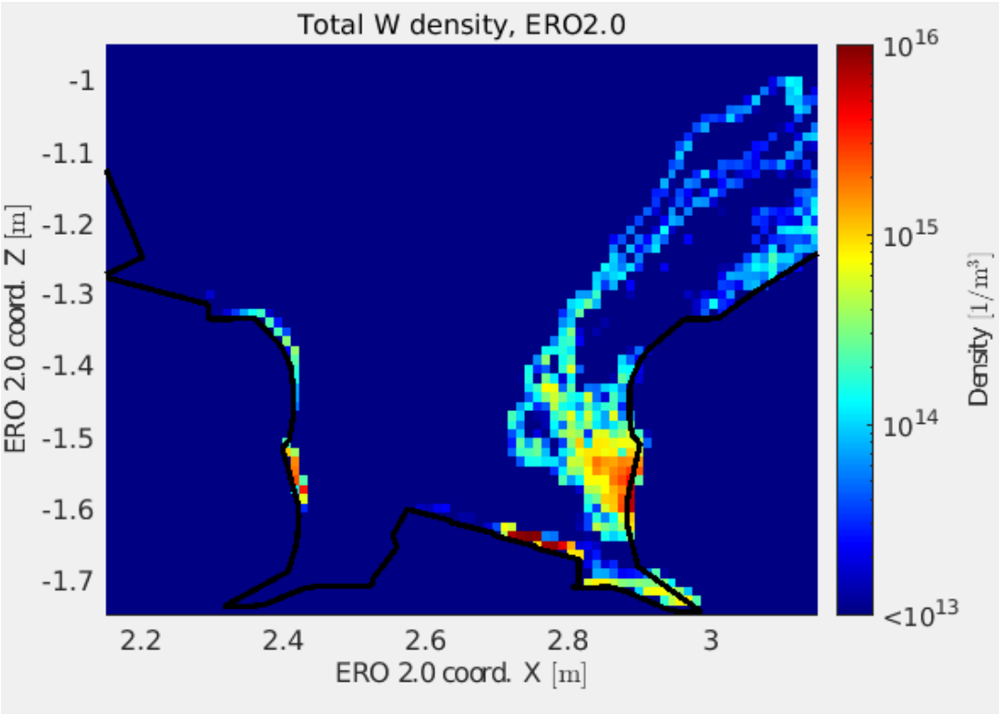 Total W density, ERO2.0
-1
-1.1
-1.2
-1.3
-1.4
-1.5
-1.6
-1.7
ERO 2.0 coord. Z [m]
2.2 2.4 2.6 2.8 3
ERO 2.0 coord. X [m]
10^16
10^15
10^14
<10^13
Density [1/m³]